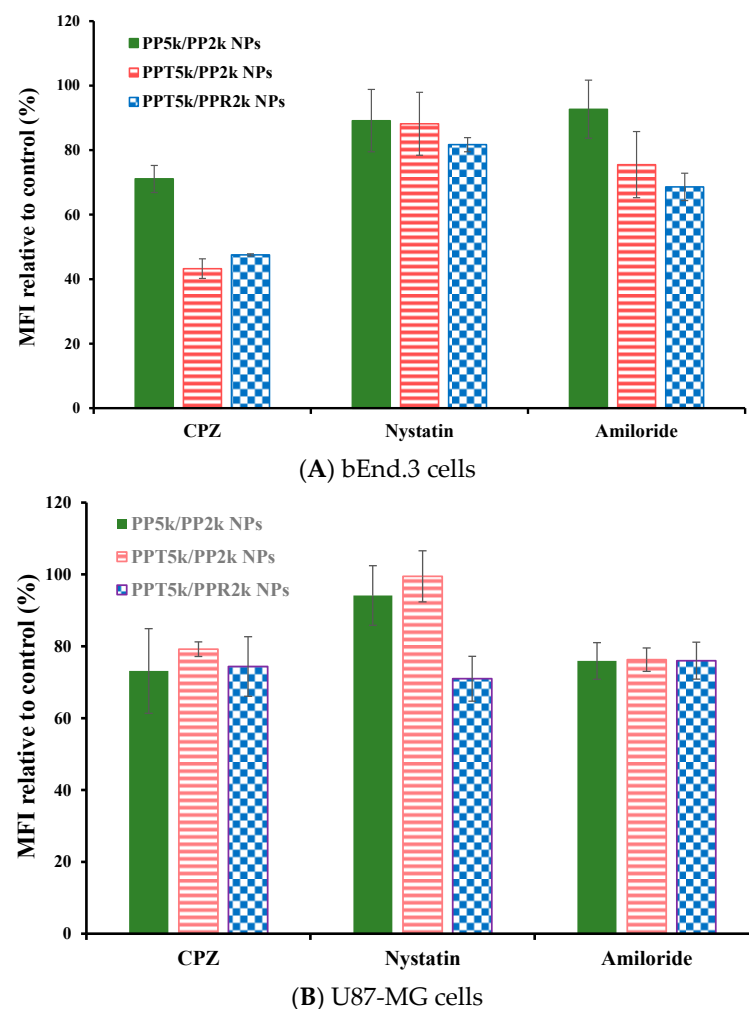 120
100
80
60
40
20
0
MFI relative to control (%)
PP5k/PP2k NPs
PPT5k/PP2k NPs
PPT5k/PPR2k NPs
CPZ Nystatin Amiloride
(A) bEnd.3 cells
120
100
80
60
40
20
0
MFI relative to control (%)
PP5k/PP2k NPs
PPT5k/PP2k NPs
PPT5k/PPR2k NPs
CPZ Nystatin Amiloride
(B) U87-MG cells